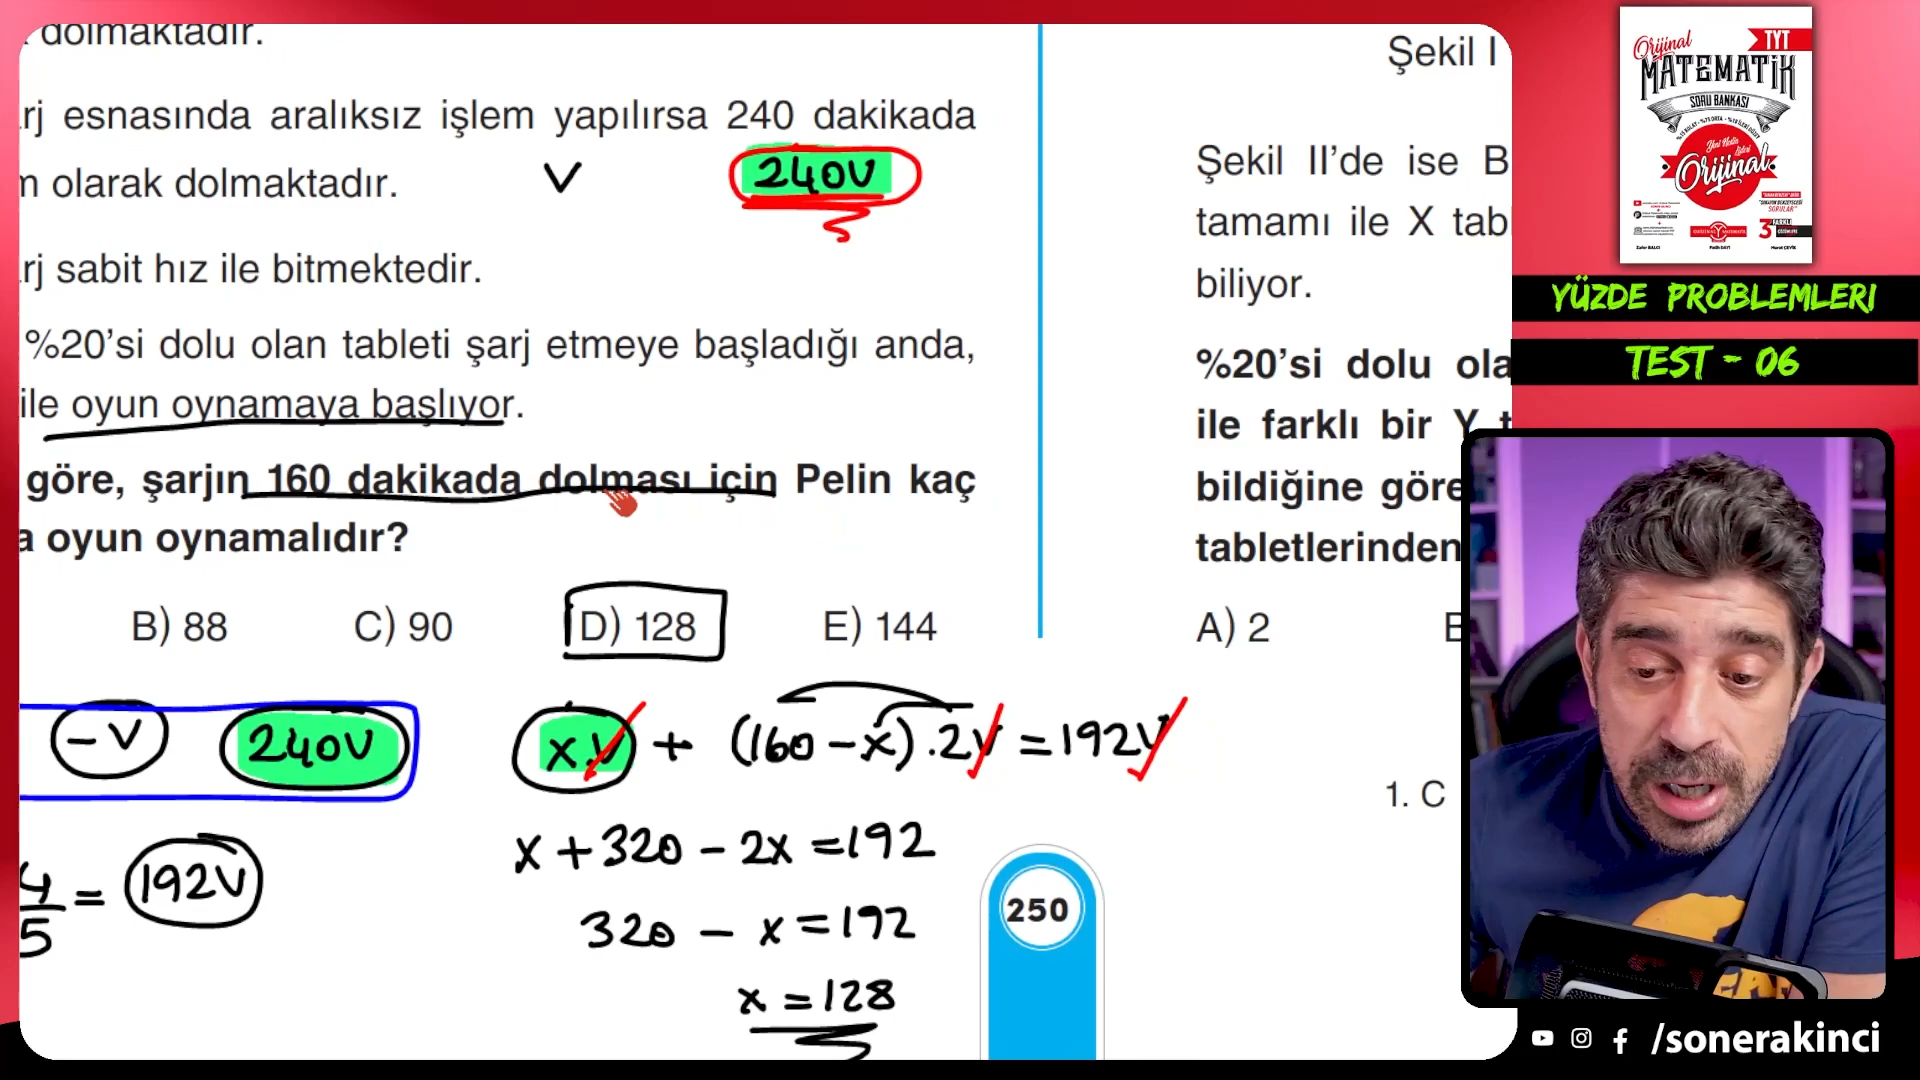 dolmaktadır.
rj esnasında aralıksız işlem yapılırsa 240 dakikada
m olarak dolmaktadır.
V
240V
rj sabit hız ile bitmektedir.
%20'si dolu olan tableti şarj etmeye başladığı anda,
ile oyun oynamaya başlıyor.
göre, şarjın 160 dakikada dolması için Pelin kaç
a oyun oynamalıdır?
B) 88
C) 90
D) 128
E) 144
-V
240V
4/5 = 192V
x.V + (160-x).2V = 192V
x + 320 - 2x = 192
320 - x = 192
x = 128
250
Şekil I
Şekil II'de ise B
tamamı ile X tab
biliyor.
%20'si dolu ola
ile farklı bir Y t
bildiğine göre
tabletlerinden
A) 2
1. C
Orijinal
TYT
MATEMATİK
SORU BANKASI
Orijinal
YÜZDE PROBLEMLERI
TEST - 06
/sonerakinci